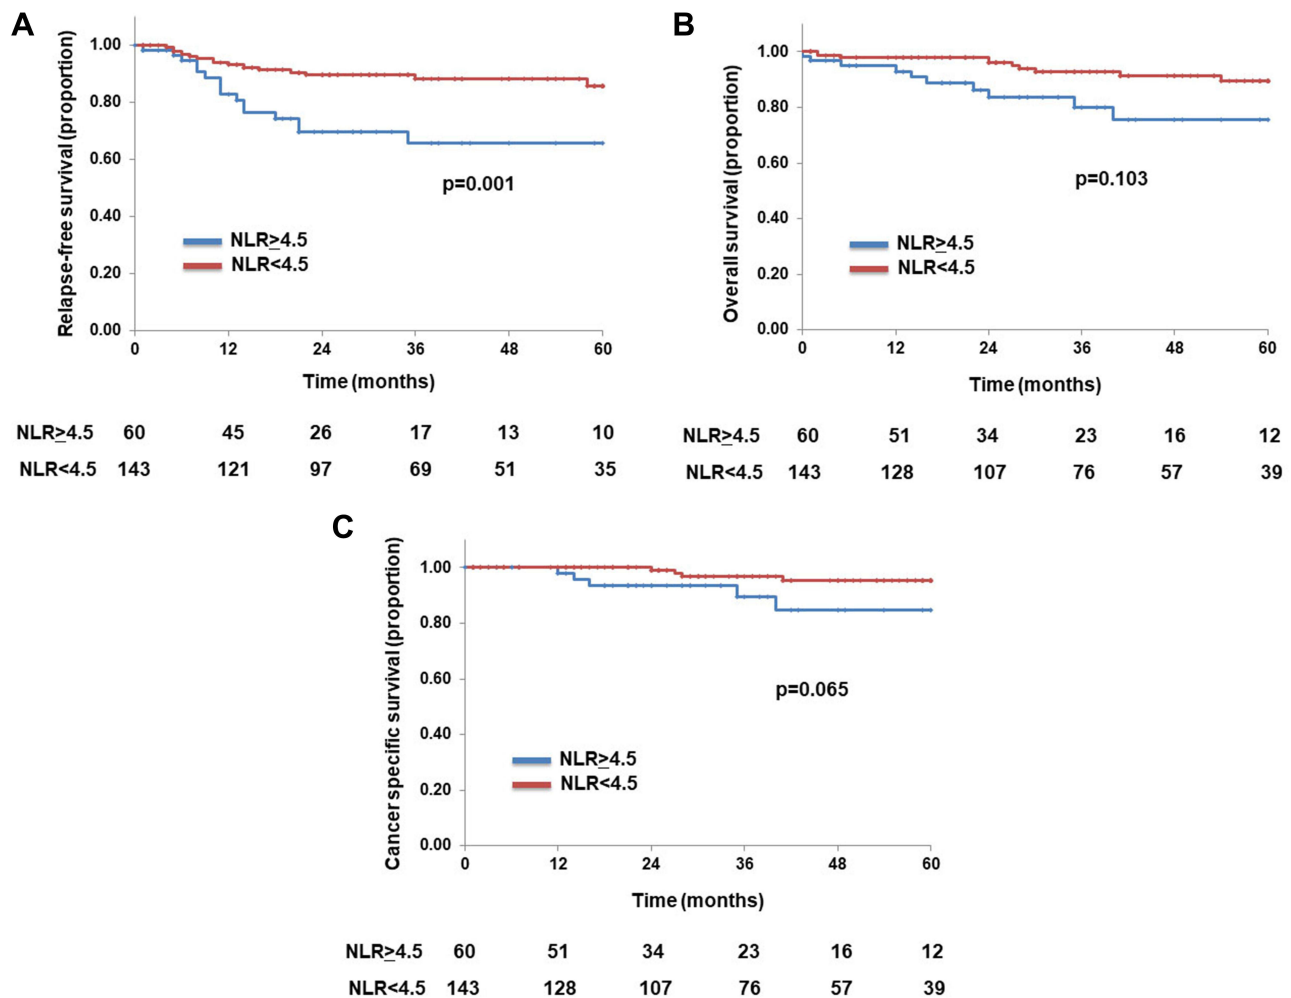 A
Relapse-free survival (proportion)
1.00
0.80
0.60
0.40
0.20
0.00
p=0.001
NLR≥4.5
NLR<4.5
0 12 24 36 48 60
Time (months)
NLR≥4.5 60 45 26 17 13 10
NLR<4.5 143 121 97 69 51 35
B
Overall survival (proportion)
1.00
0.80
0.60
0.40
0.20
0.00
p=0.103
NLR≥4.5
NLR<4.5
0 12 24 36 48 60
Time (months)
NLR≥4.5 60 51 34 23 16 12
NLR<4.5 143 128 107 76 57 39
C
Cancer specific survival (proportion)
1.00
0.80
0.60
0.40
0.20
0.00
p=0.065
NLR≥4.5
NLR<4.5
0 12 24 36 48 60
Time (months)
NLR≥4.5 60 51 34 23 16 12
NLR<4.5 143 128 107 76 57 39